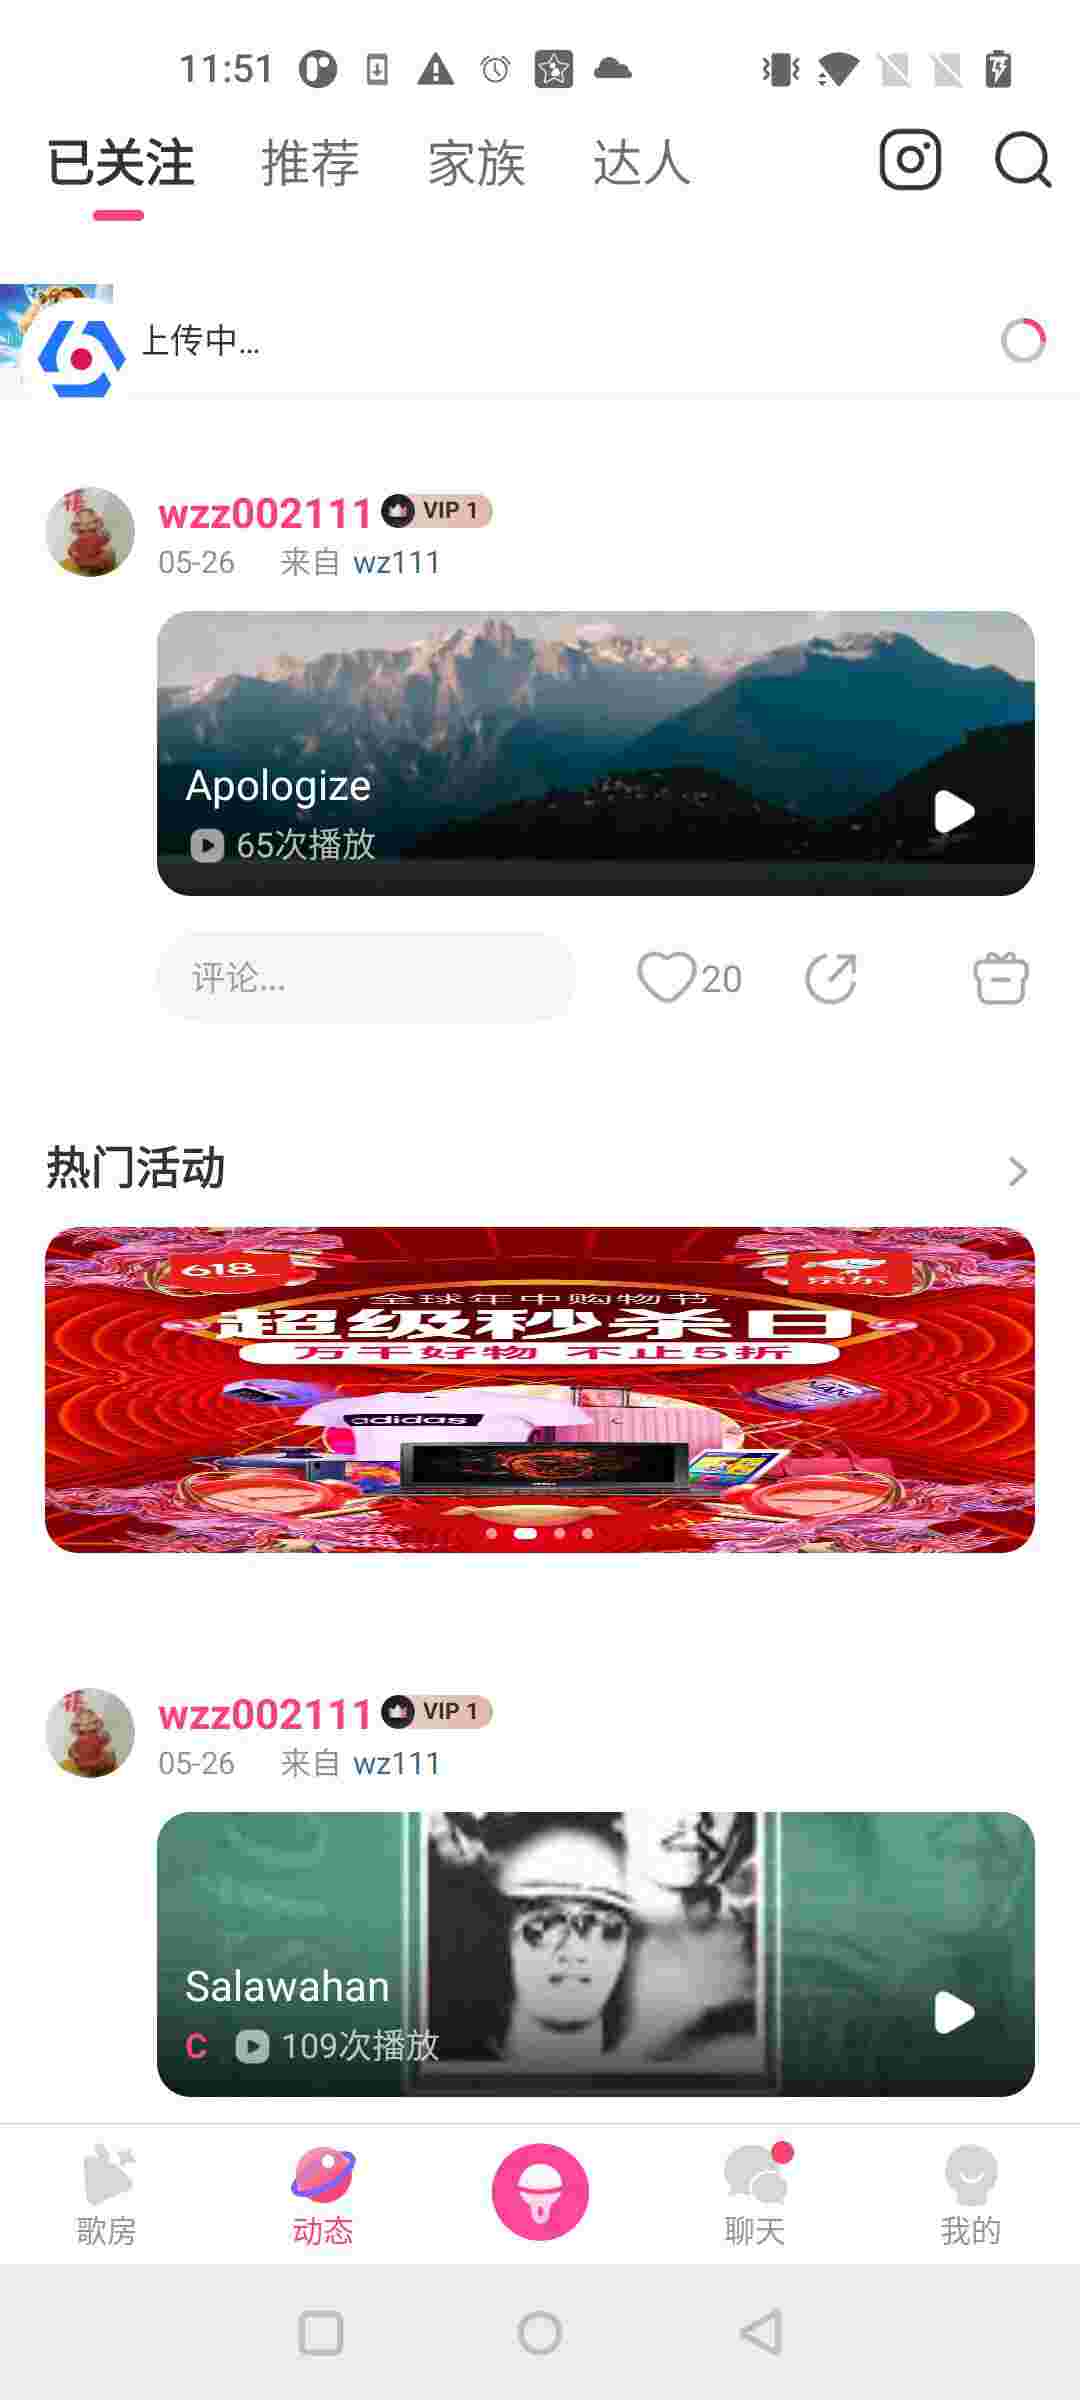 11:51
已关注 推荐 家族 达人
上传中...
wzz002111 VIP 1
05-26 来自 wz111
Apologize
65次播放
评论... 20
热门活动
618 京东
全球年中购物节
超级秒杀日
万千好物 不止5折
adidas
wzz002111 VIP 1
05-26 来自 wz111
Salawahan
C 109次播放
歌房 动态 聊天 我的